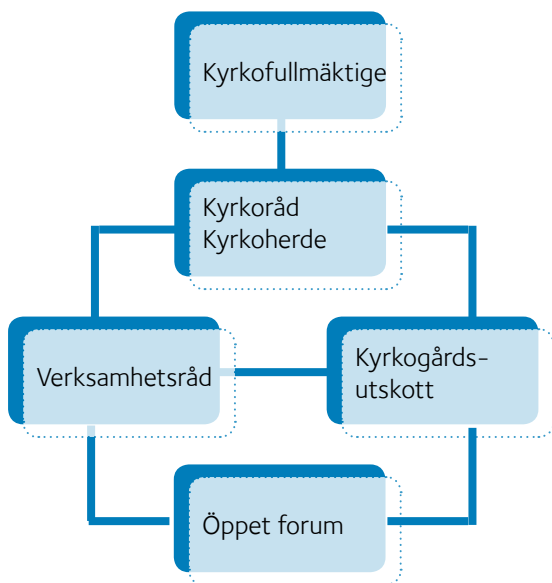 Kyrkofullmäktige
Kyrkoråd
Kyrkoherde
Verksamhetsråd
Kyrkogårds-
utskott
Öppet forum